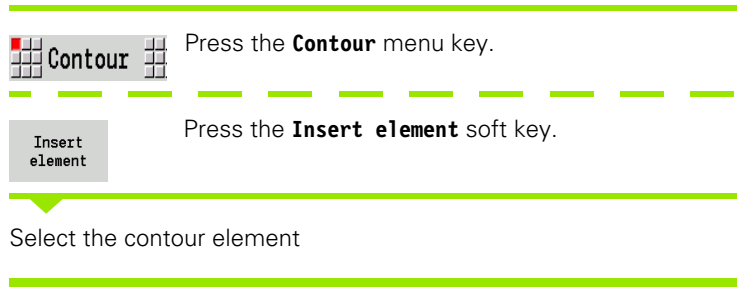 Contour
Press the Contour menu key.
Insert
element
Press the Insert element soft key.
Select the contour element